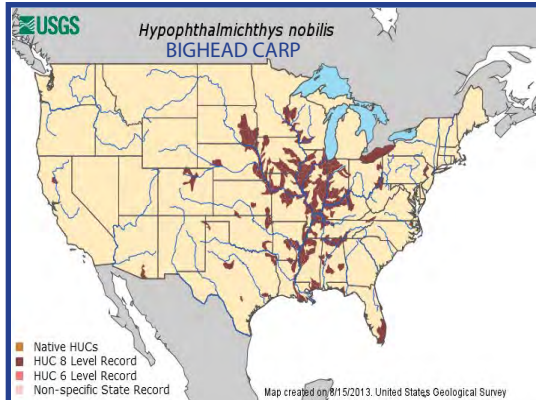 USGS
Hypophthalmichthys nobilis
BIGHEAD CARP
Native HUCs
HUC 8 Level Record
HUC 6 Level Record
Non-specific State Record
Map created on 8/15/2013. United States Geological Survey